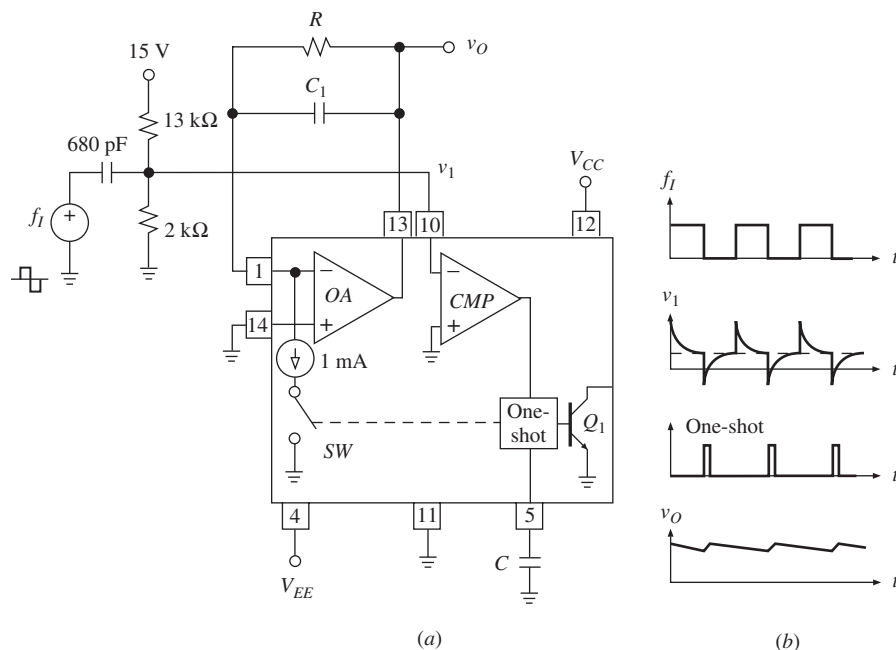 R
v_O
15 V
C_1
13 kΩ
680 pF
v_1
V_CC
f_I
+
2 kΩ
13
10
12
1
−
OA
+
14
1 mA
−
CMP
+
One-
shot
Q_1
SW
4
11
5
V_EE
C
(a)
f_I
t
v_1
t
One-shot
t
v_O
t
(b)